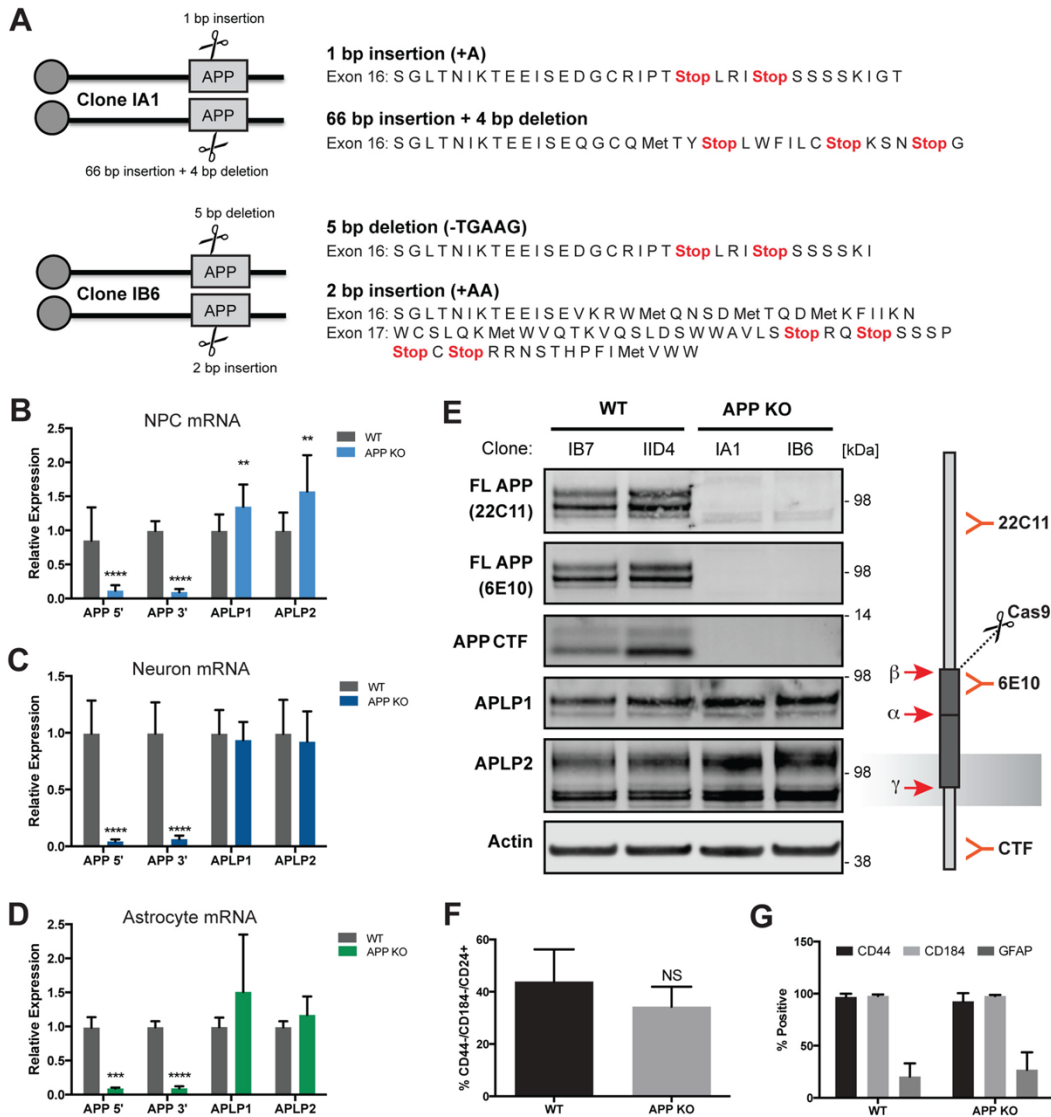 A
1 bp insertion
APP
Clone IA1
APP
66 bp insertion + 4 bp deletion
1 bp insertion (+A)
Exon 16: S G L T N I K T E E I S E D G C R I P T Stop L R I Stop S S S S K I G T
66 bp insertion + 4 bp deletion
Exon 16: S G L T N I K T E E I S E Q G C Q Met T Y Stop L W F I L C Stop K S N Stop G
5 bp deletion
APP
Clone IB6
APP
2 bp insertion
5 bp deletion (-TGAAG)
Exon 16: S G L T N I K T E E I S E D G C R I P T Stop L R I Stop S S S S K I
2 bp insertion (+AA)
Exon 16: S G L T N I K T E E I S E V K R W Met Q N S D Met T Q D Met K F I I K N
Exon 17: W C S L Q K Met W V Q T K V Q S L D S W W A V L S Stop R Q Stop S S S P
Stop C Stop R R N S T H P F I Met V W W
B
NPC mRNA
Relative Expression
2.5
2.0
1.5
1.0
0.5
0.0
WT
APP KO
****
****
**
**
APP 5'
APP 3'
APLP1
APLP2
C
Neuron mRNA
Relative Expression
1.5
1.0
0.5
0.0
WT
APP KO
****
****
APP 5'
APP 3'
APLP1
APLP2
D
Astrocyte mRNA
Relative Expression
2.5
2.0
1.5
1.0
0.5
0.0
WT
APP KO
***
****
APP 5'
APP 3'
APLP1
APLP2
E
WT
APP KO
Clone:
IB7
IID4
IA1
IB6
[kDa]
FL APP
(22C11)
- 98
FL APP
(6E10)
- 98
- 14
APP CTF
- 98
APLP1
APLP2
- 98
Actin
- 38
22C11
Cas9
β
6E10
α
γ
CTF
F
% CD44-/CD184-/CD24+
60
40
20
0
NS
WT
APP KO
G
% Positive
100
50
0
CD44
CD184
GFAP
WT
APP KO